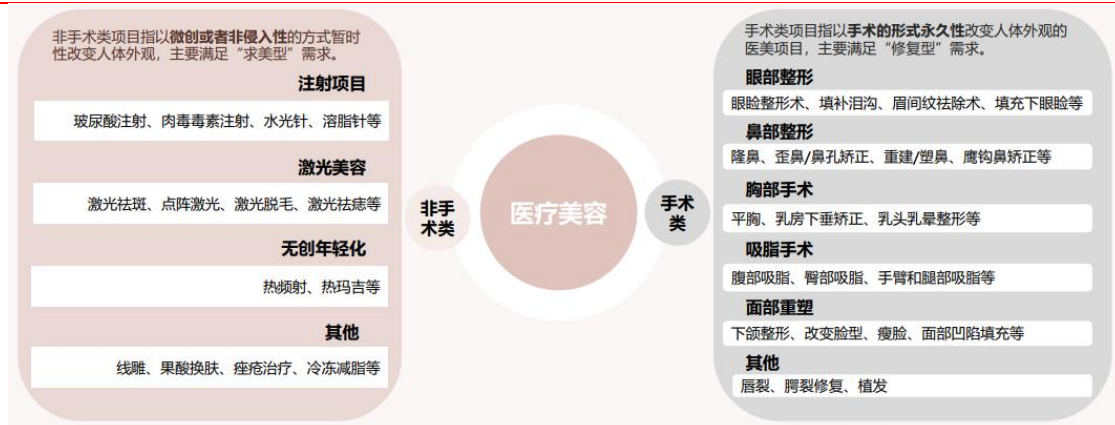 非手术类项目指以微创或者非侵入性的方式暂时
性改变人体外观，主要满足“求美型”需求。
注射项目
玻尿酸注射、肉毒毒素注射、水光针、溶脂针等
激光美容
激光祛斑、点阵激光、激光脱毛、激光祛痣等
无创年轻化
热频射、热玛吉等
其他
线雕、果酸换肤、痤疮治疗、冷冻减脂等
非手
术类
医疗美容
手术
类
手术类项目指以手术的形式永久性改变人体外观的
医美项目，主要满足“修复型”需求。
眼部整形
眼睑整形术、填补泪沟、眉间纹祛除术、填充下眼睑等
鼻部整形
隆鼻、歪鼻/鼻孔矫正、重建/塑鼻、鹰钩鼻矫正等
胸部手术
平胸、乳房下垂矫正、乳头乳晕整形等
吸脂手术
腹部吸脂、臀部吸脂、手臂和腿部吸脂等
面部重塑
下颌整形、改变脸型、瘦脸、面部凹陷填充等
其他
唇裂、腭裂修复、植发